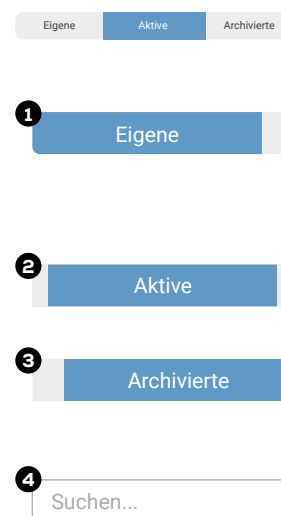 Eigene Aktive Archivierte
1
Eigene
2
Aktive
3
Archivierte
4
Suchen...